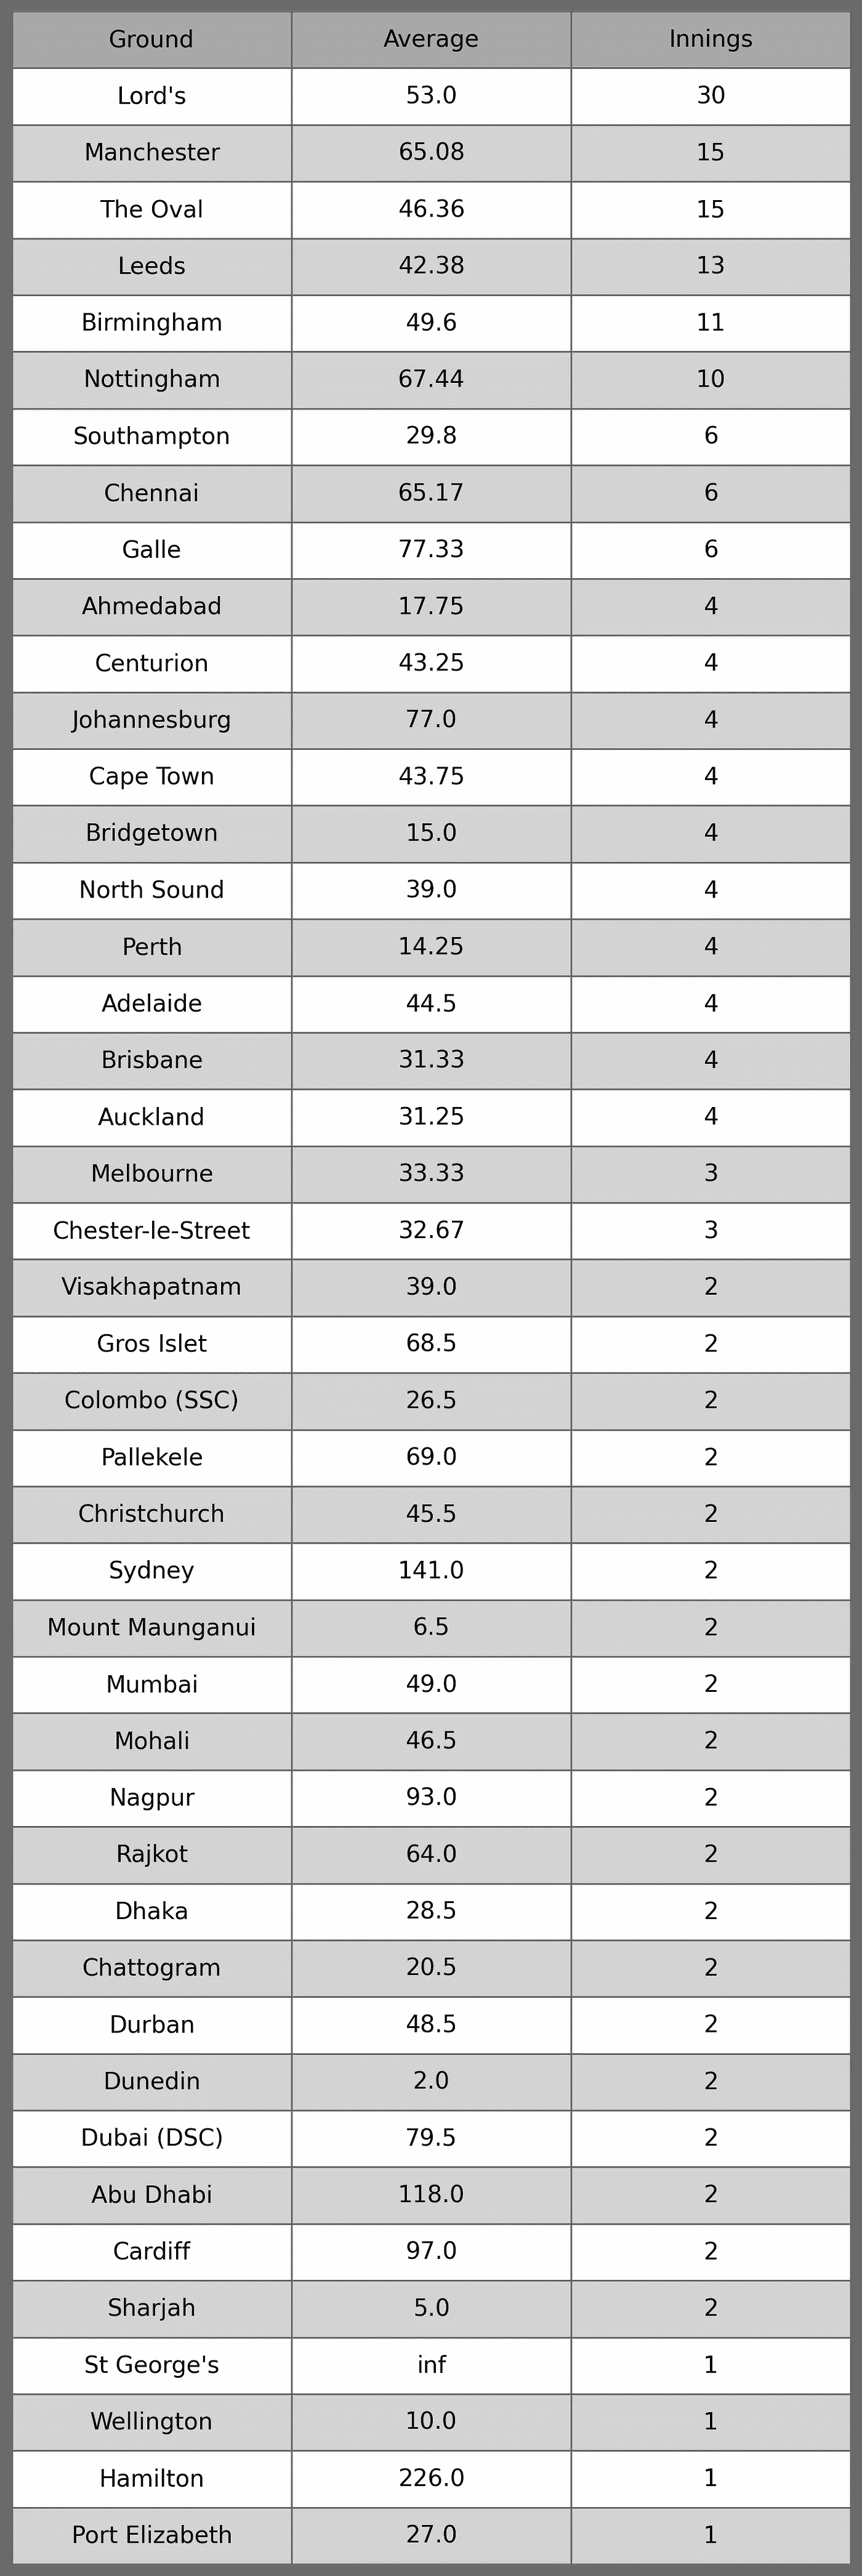 Ground Average Innings
Lord's 53.0 30
Manchester 65.08 15
The Oval 46.36 15
Leeds 42.38 13
Birmingham 49.6 11
Nottingham 67.44 10
Southampton 29.8 6
Chennai 65.17 6
Galle 77.33 6
Ahmedabad 17.75 4
Centurion 43.25 4
Johannesburg 77.0 4
Cape Town 43.75 4
Bridgetown 15.0 4
North Sound 39.0 4
Perth 14.25 4
Adelaide 44.5 4
Brisbane 31.33 4
Auckland 31.25 4
Melbourne 33.33 3
Chester-le-Street 32.67 3
Visakhapatnam 39.0 2
Gros Islet 68.5 2
Colombo (SSC) 26.5 2
Pallekele 69.0 2
Christchurch 45.5 2
Sydney 141.0 2
Mount Maunganui 6.5 2
Mumbai 49.0 2
Mohali 46.5 2
Nagpur 93.0 2
Rajkot 64.0 2
Dhaka 28.5 2
Chattogram 20.5 2
Durban 48.5 2
Dunedin 2.0 2
Dubai (DSC) 79.5 2
Abu Dhabi 118.0 2
Cardiff 97.0 2
Sharjah 5.0 2
St George's inf 1
Wellington 10.0 1
Hamilton 226.0 1
Port Elizabeth 27.0 1